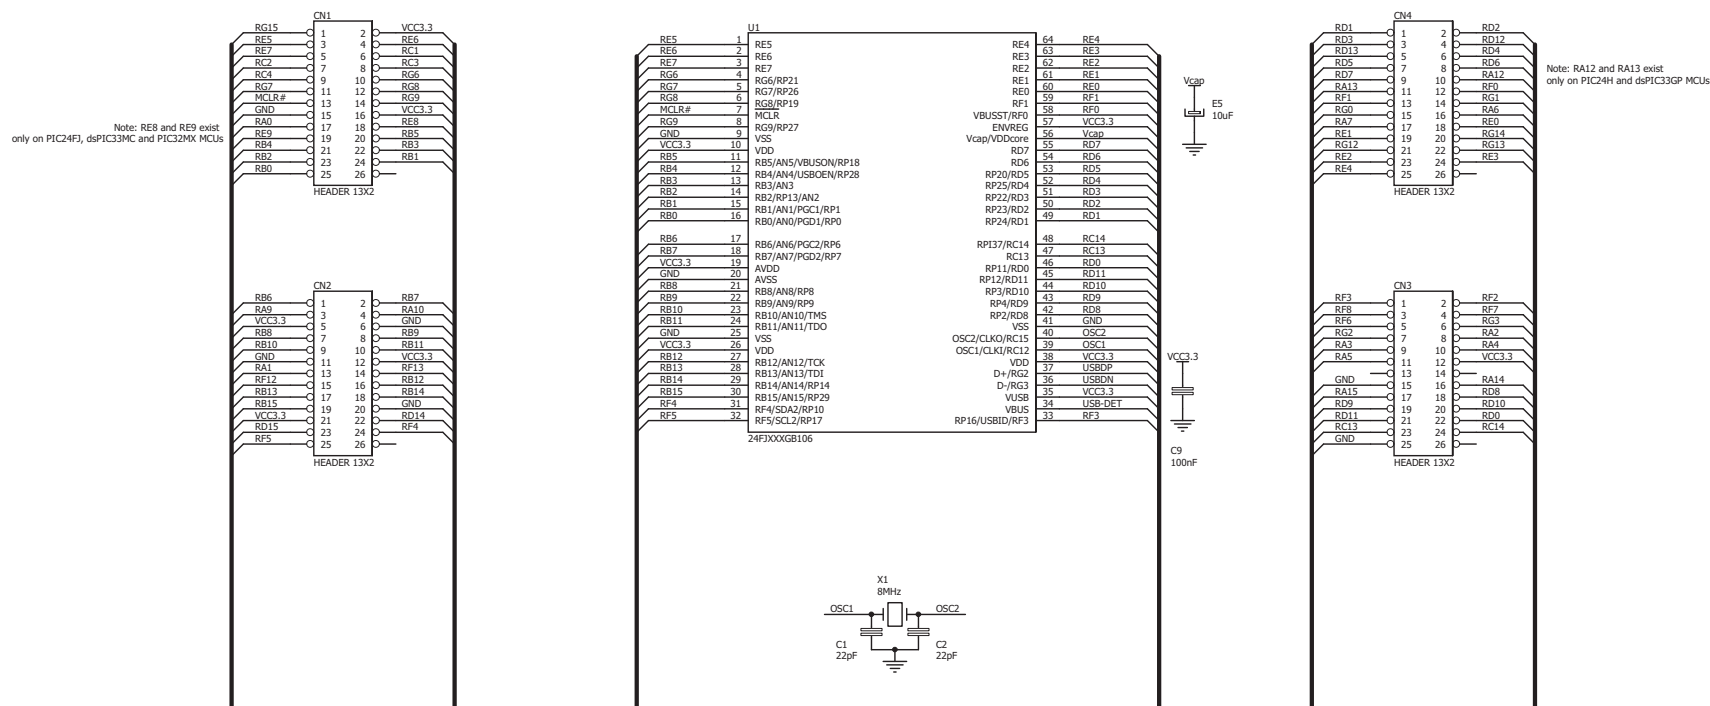 CN1
RG15 1 2 VCC3.3
RE5 3 4 RE6
RE7 5 6 RC1
RC2 7 8 RC3
RC4 9 10 RG6
RG7 11 12 RG8
MCLR# 13 14 RG9
GND 15 16 VCC3.3
RA0 17 18 RE8
RE9 19 20 RB5
RB4 21 22 RB3
RB2 23 24 RB1
RB0 25 26
HEADER 13X2
Note: RE8 and RE9 exist
only on PIC24FJ, dsPIC33MC and PIC32MX MCUs
CN2
RB6 1 2 RB7
RA9 3 4 RA10
VCC3.3 5 6 GND
RB8 7 8 RB9
RB10 9 10 RB11
GND 11 12 VCC3.3
RA1 13 14 RF13
RF12 15 16 RB12
RB13 17 18 RB14
RB15 19 20 GND
VCC3.3 21 22 RD14
RD15 23 24 RF4
RF5 25 26
HEADER 13X2
U1
RE5 1 RE5 RE4 64 RE4
RE6 2 RE6 RE3 63 RE3
RE7 3 RE7 RE2 62 RE2
RG6 4 RG6/RP21 RE1 61 RE1
RG7 5 RG7/RP26 RE0 60 RE0
RG8 6 RG8/RP19 RF1 59 RF1
MCLR# 7 MCLR VBUSST/RF0 58 RF0
RG9 8 RG9/RP27 ENVREG 57 VCC3.3
GND 9 VSS Vcap/VDDcore 56 Vcap
VCC3.3 10 VDD RD7 55 RD7
RB5 11 RB5/AN5/VBUSON/RP18 RD6 54 RD6
RB4 12 RB4/AN4/USBOEN/RP28 RP20/RD5 53 RD5
RB3 13 RB3/AN3 RP25/RD4 52 RD4
RB2 14 RB2/RP13/AN2 RP22/RD3 51 RD3
RB1 15 RB1/AN1/PGC1/RP1 RP23/RD2 50 RD2
RB0 16 RB0/AN0/PGD1/RP0 RP24/RD1 49 RD1
RB6 17 RB6/AN6/PGC2/RP6 RPI37/RC14 48 RC14
RB7 18 RB7/AN7/PGD2/RP7 RC13 47 RC13
VCC3.3 19 AVDD RP11/RD0 46 RD0
GND 20 AVSS RP12/RD11 45 RD11
RB8 21 RB8/AN8/RP8 RP3/RD10 44 RD10
RB9 22 RB9/AN9/RP9 RP4/RD9 43 RD9
RB10 23 RB10/AN10/TMS RP2/RD8 42 RD8
RB11 24 RB11/AN11/TDO VSS 41 GND
GND 25 VSS OSC2/CLKO/RC15 40 OSC2
VCC3.3 26 VDD OSC1/CLKI/RC12 39 OSC1
RB12 27 RB12/AN12/TCK VDD 38 VCC3.3
RB13 28 RB13/AN13/TDI D+/RG2 37 USBDP
RB14 29 RB14/AN14/RP14 D-/RG3 36 USBDN
RB15 30 RB15/AN15/RP29 VUSB 35 VCC3.3
RF4 31 RF4/SDA2/RP10 VBUS 34 USB-DET
RF5 32 RF5/SCL2/RP17 RP16/USBID/RF3 33 RF3
24FJXXXGB106
Vcap
E5
10uF
VCC3.3
C9
100nF
X1
8MHz
OSC1 OSC2
C1 C2
22pF 22pF
CN4
RD1 1 2 RD2
RD3 3 4 RD12
RD13 5 6 RD4
RD5 7 8 RD6
RD7 9 10 RA12
RA13 11 12 RF0
RF1 13 14 RG1
RG0 15 16 RA6
RA7 17 18 RE0
RE1 19 20 RG14
RG12 21 22 RG13
RE2 23 24 RE3
RE4 25 26
HEADER 13X2
Note: RA12 and RA13 exist
only on PIC24H and dsPIC33GP MCUs
CN3
RF3 1 2 RF2
RF8 3 4 RF7
RF6 5 6 RG3
RG2 7 8 RA2
RA3 9 10 RA4
RA5 11 12 VCC3.3
13 14
GND 15 16 RA14
RA15 17 18 RD8
RD9 19 20 RD10
RD11 21 22 RD0
RC13 23 24 RC14
GND 25 26
HEADER 13X2